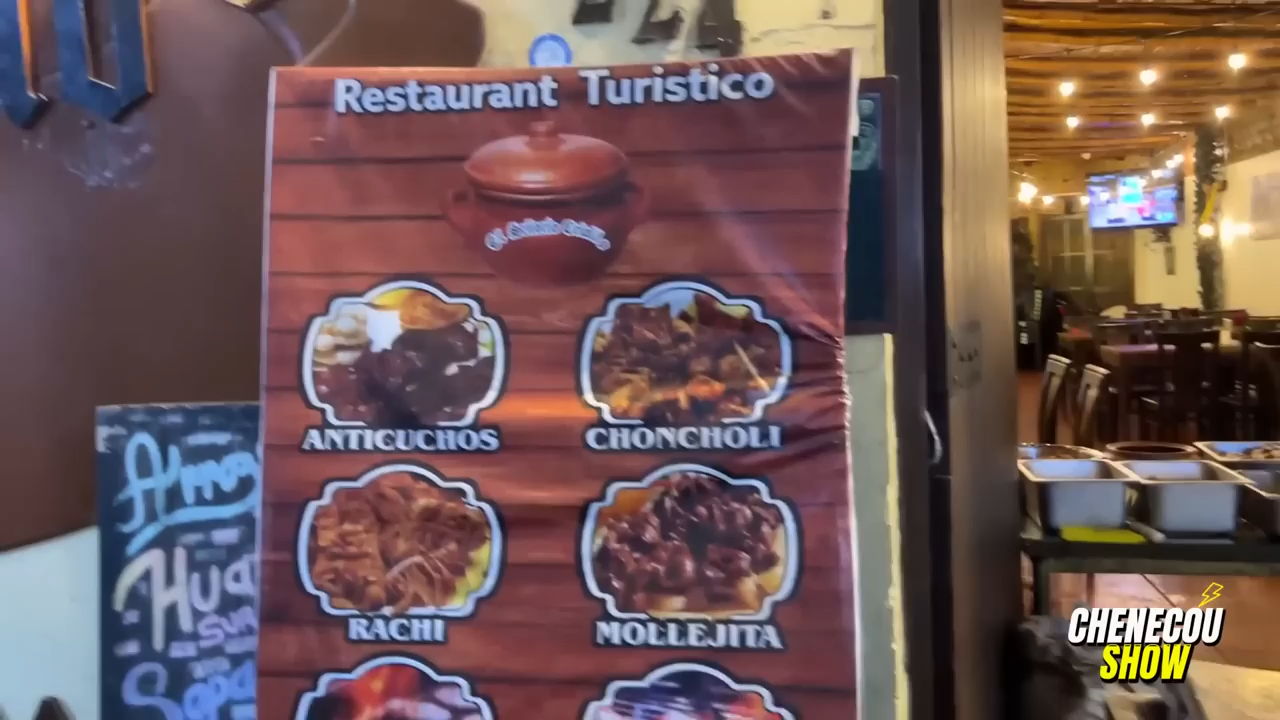 Restaurant Turistico
ANTICUCHOS
CHONCHOLI
RACHI
MOLLEJITA
CHENECOU
SHOW